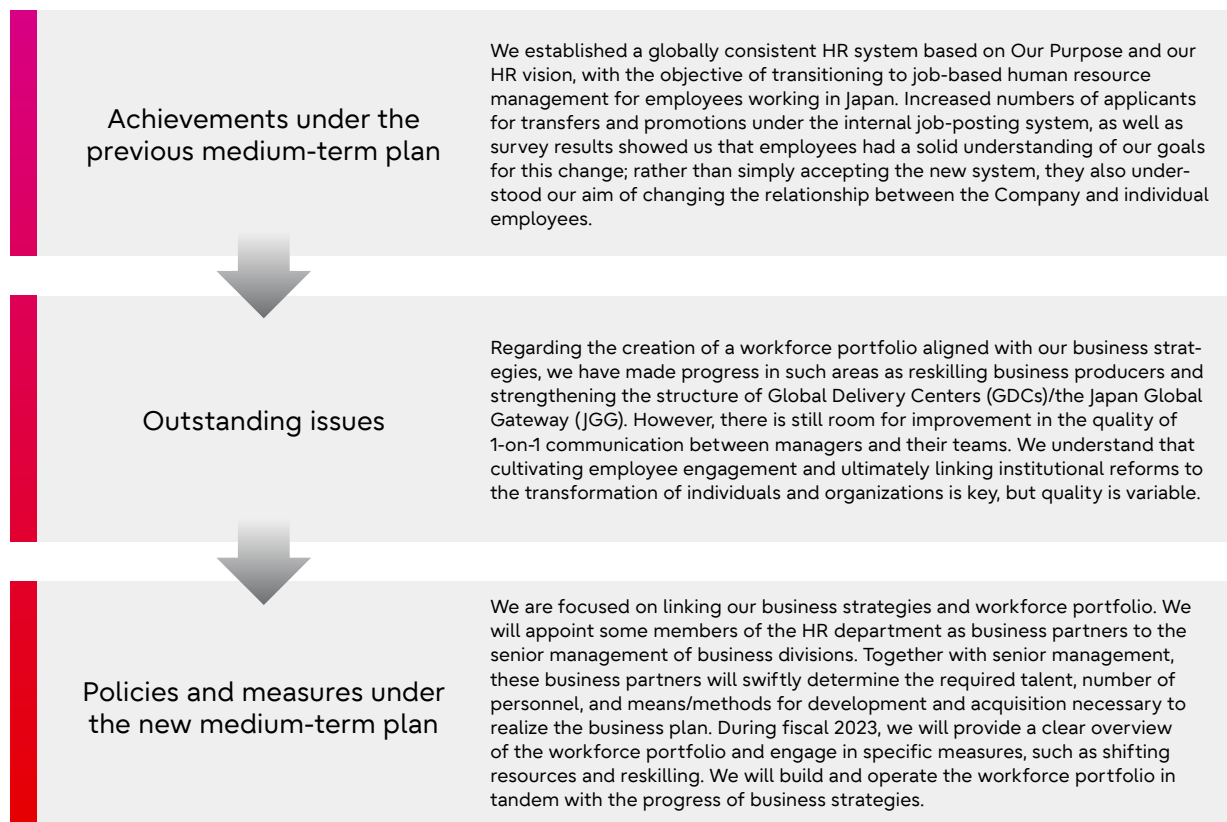 Achievements under the
previous medium-term plan
We established a globally consistent HR system based on Our Purpose and our
HR vision, with the objective of transitioning to job-based human resource
management for employees working in Japan. Increased numbers of applicants
for transfers and promotions under the internal job-posting system, as well as
survey results showed us that employees had a solid understanding of our goals
for this change; rather than simply accepting the new system, they also under-
stood our aim of changing the relationship between the Company and individual
employees.
Outstanding issues
Regarding the creation of a workforce portfolio aligned with our business strat-
egies, we have made progress in such areas as reskilling business producers and
strengthening the structure of Global Delivery Centers (GDCs)/the Japan Global
Gateway (JGG). However, there is still room for improvement in the quality of
1-on-1 communication between managers and their teams. We understand that
cultivating employee engagement and ultimately linking institutional reforms to
the transformation of individuals and organizations is key, but quality is variable.
Policies and measures under
the new medium-term plan
We are focused on linking our business strategies and workforce portfolio. We
will appoint some members of the HR department as business partners to the
senior management of business divisions. Together with senior management,
these business partners will swiftly determine the required talent, number of
personnel, and means/methods for development and acquisition necessary to
realize the business plan. During fiscal 2023, we will provide a clear overview
of the workforce portfolio and engage in specific measures, such as shifting
resources and reskilling. We will build and operate the workforce portfolio in
tandem with the progress of business strategies.